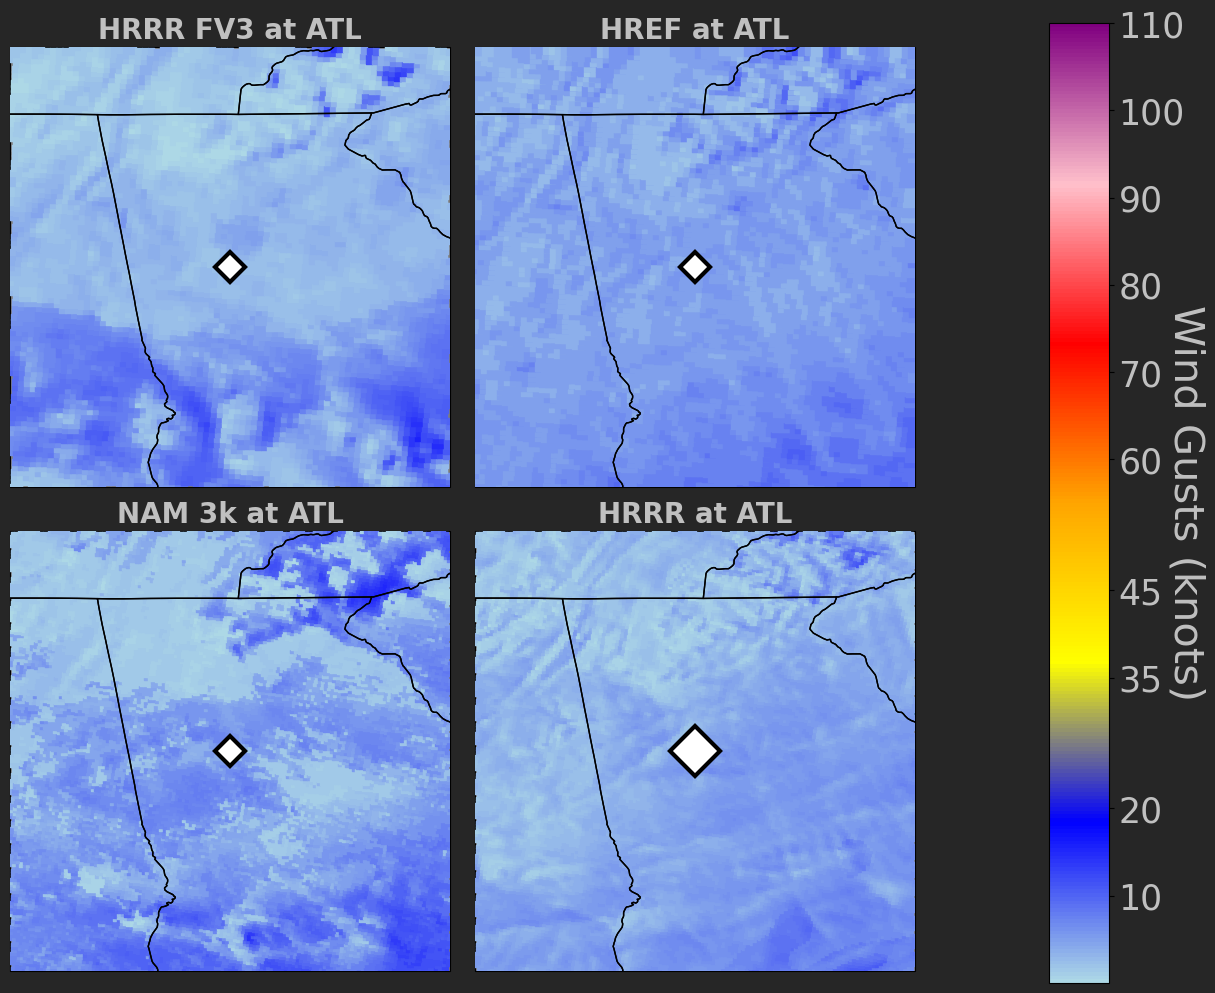 HRRR FV3 at ATL
HREF at ATL
NAM 3k at ATL
HRRR at ATL
110
100
90
80
70
60
45
35
20
10
Wind Gusts (knots)